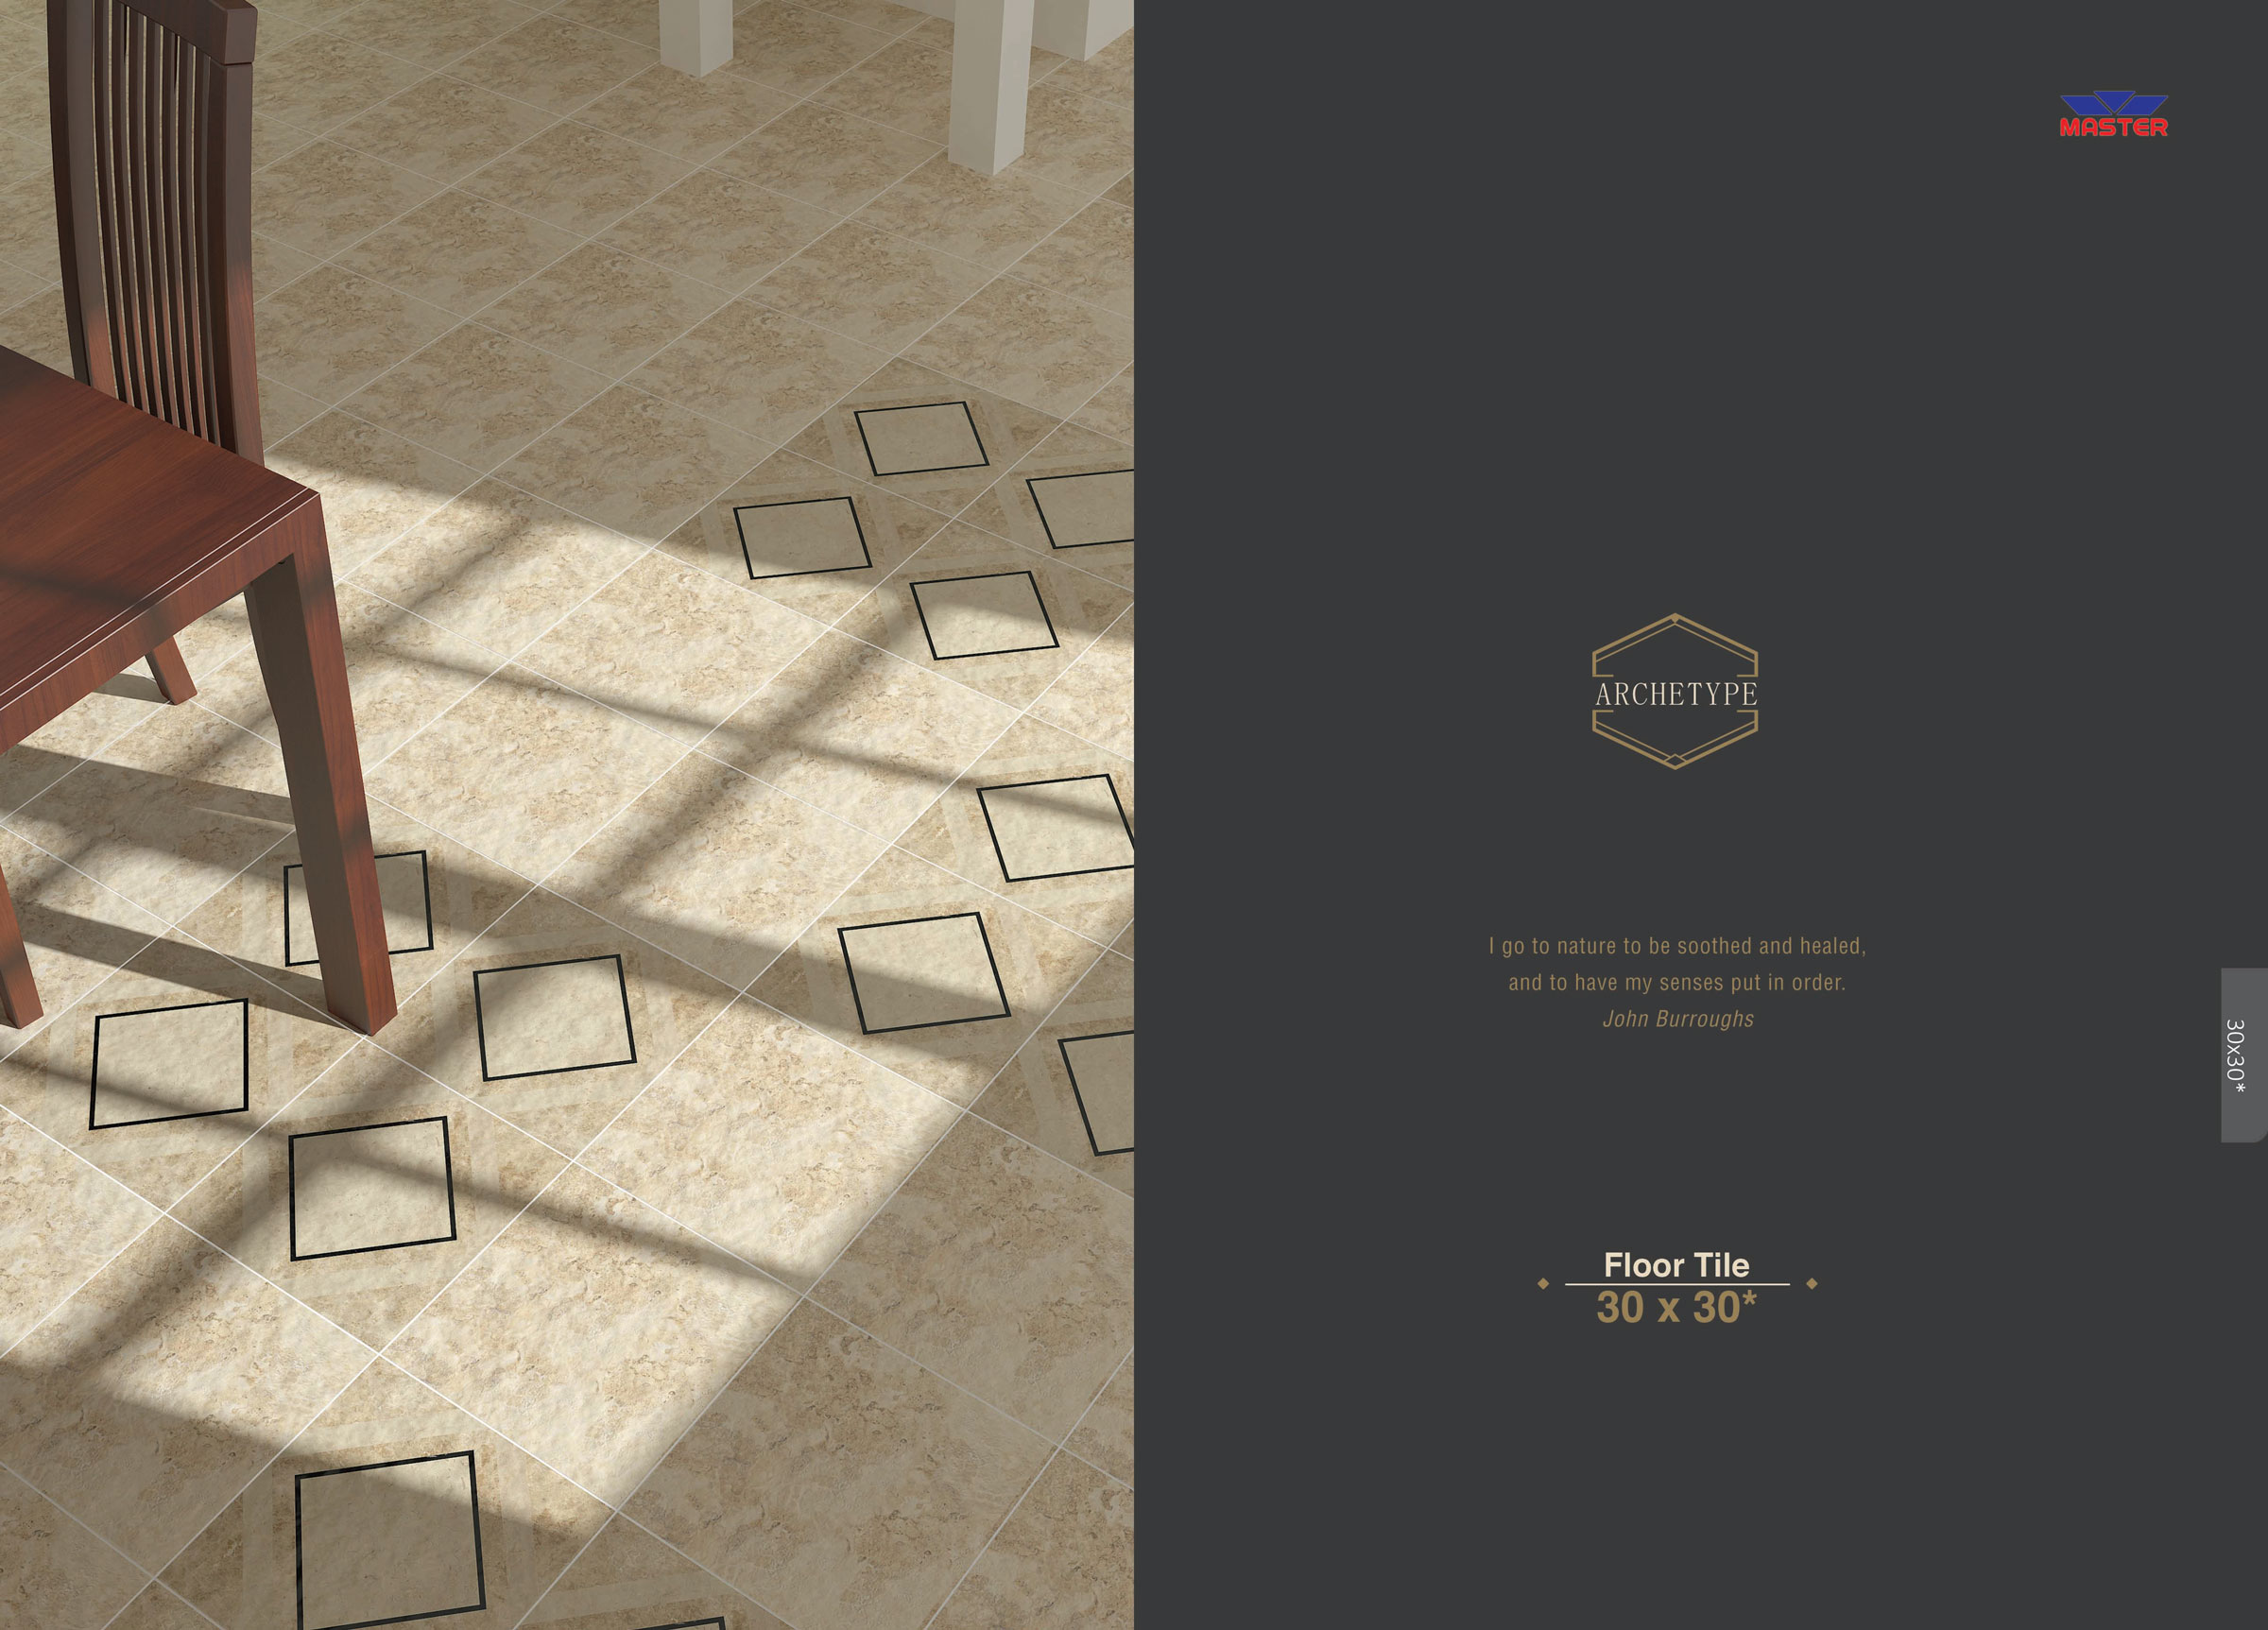 MASTER
ARCHETYPE
I go to nature to be soothed and healed,
and to have my senses put in order.
John Burroughs
30x30*
Floor Tile
30 x 30*